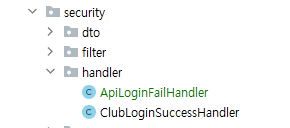 security
dto
filter
handler
ApiLoginFailHandler
ClubLoginSuccessHandler